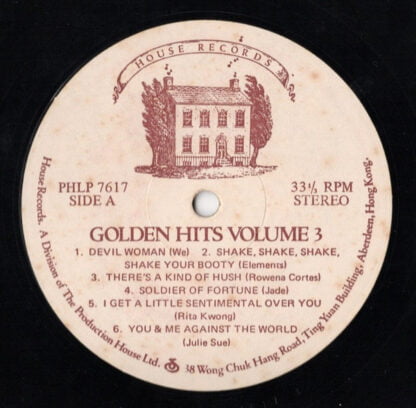 HOUSE RECORDS
PHLP 7617
SIDE A
33⅓ RPM
STEREO
GOLDEN HITS VOLUME 3
1. DEVIL WOMAN (We) 2. SHAKE, SHAKE, SHAKE,
SHAKE YOUR BOOTY (Elements)
3. THERE'S A KIND OF HUSH (Rowena Cortes)
4. SOLDIER OF FORTUNE (Jade)
5. I GET A LITTLE SENTIMENTAL OVER YOU
(Rita Kwong)
6. YOU & ME AGAINST THE WORLD
(Julie Sue)
House Records. A Division of The Production House Ltd. 38 Wong Chuk Hang Road, Ting Yuan Building, Aberdeen, Hong Kong.